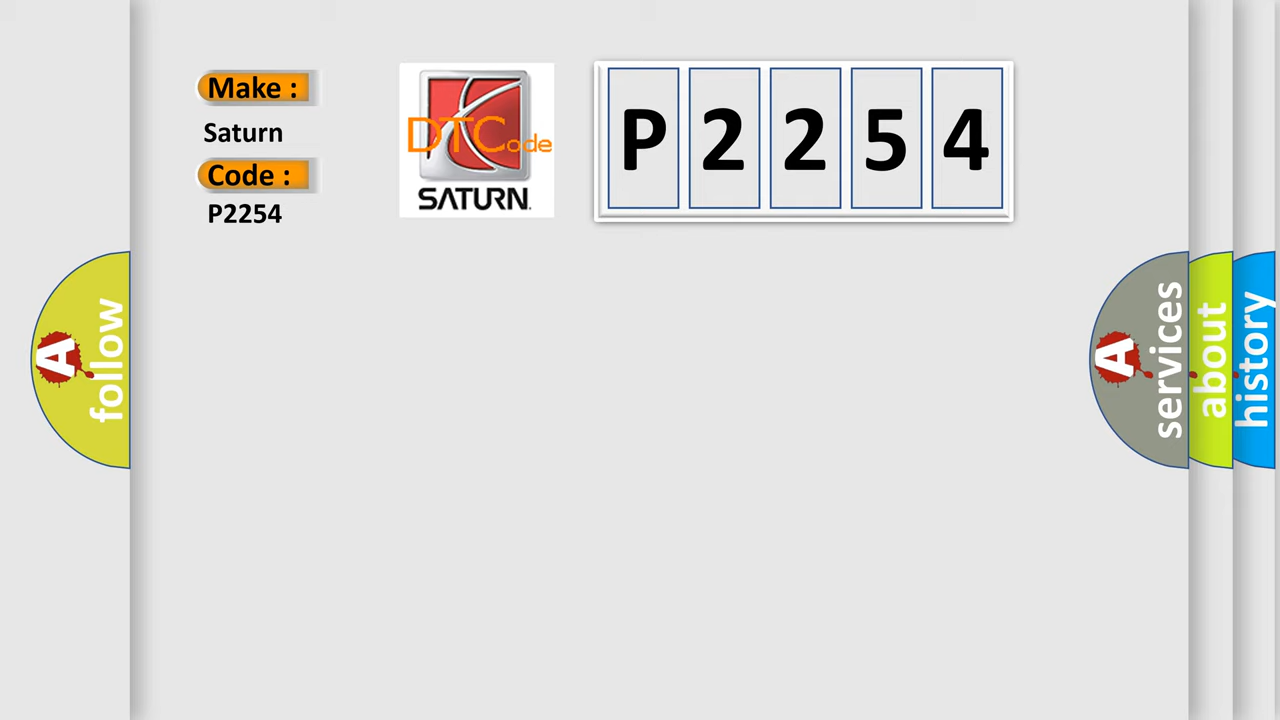 Make :
Saturn
Code :
P2254
DTCode
SATURN.
P 2 2 5 4
A follow
A services
about
history